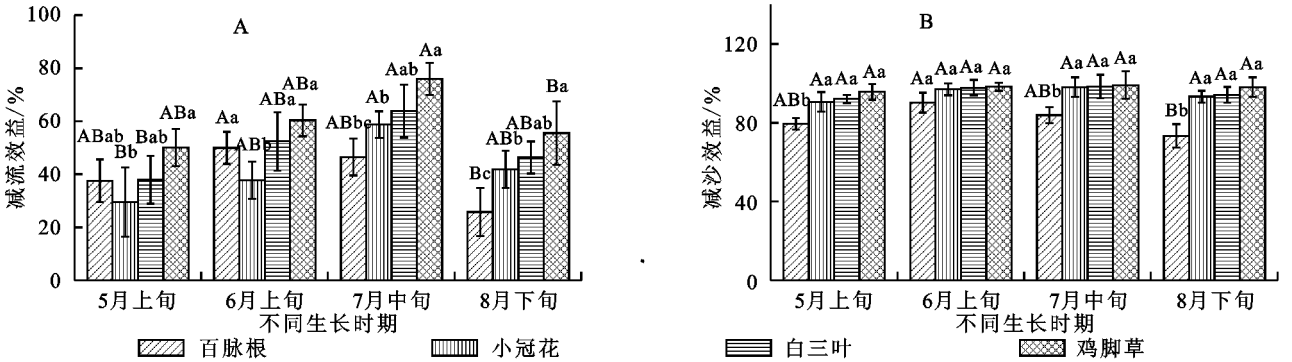 A
减流效益/%
100
80
60
40
20
0
ABab Bb Bab ABa
Aa ABb ABa ABa
ABbc Ab Aab Aa
Bc ABb ABab Ba
5月上旬 6月上旬 7月中旬 8月下旬
不同生长时期
B
减沙效益/%
120
80
40
0
ABb Aa Aa Aa
Aa Aa Aa Aa
ABb Aa Aa Aa
Bb Aa Aa Aa
5月上旬 6月上旬 7月中旬 8月下旬
不同生长时期
百脉根 小冠花 白三叶 鸡脚草